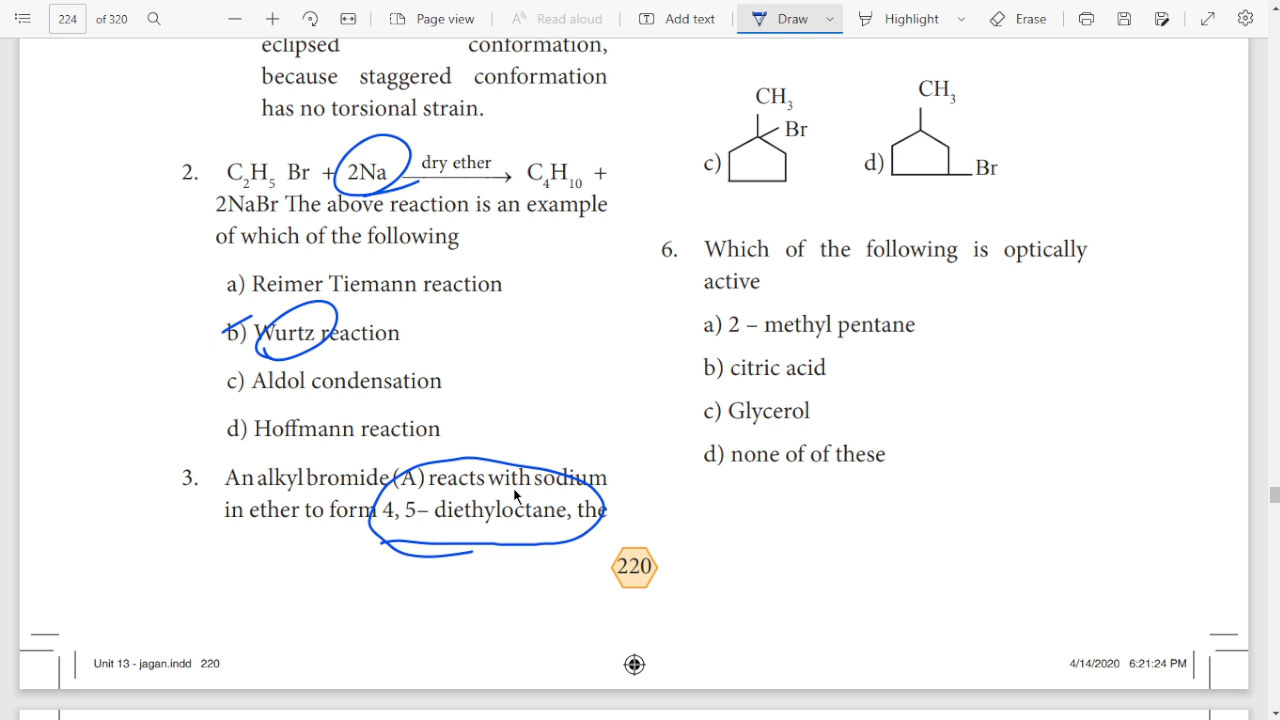 224 of 320 Page view Read aloud Add text Draw Highlight Erase
eclipsed conformation,
because staggered conformation
has no torsional strain.
2. C2H5 Br + 2Na dry ether C4H10 +
2NaBr The above reaction is an example
of which of the following
a) Reimer Tiemann reaction
b) Wurtz reaction
c) Aldol condensation
d) Hoffmann reaction
3. An alkyl bromide (A) reacts with sodium
in ether to form 4, 5– diethyloctane, the
CH3
Br
c)
CH3
d)
Br
6. Which of the following is optically
active
a) 2 – methyl pentane
b) citric acid
c) Glycerol
d) none of of these
220
Unit 13 - jagan.indd 220
4/14/2020 6:21:24 PM